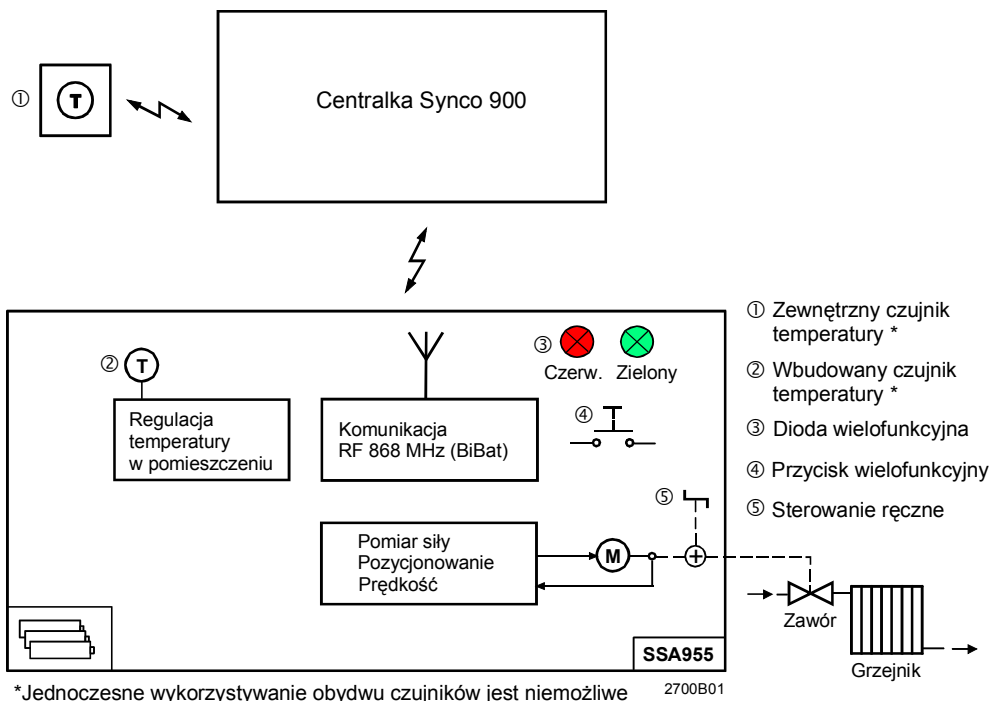 ① T
Centralka Synco 900
② T
Regulacja
temperatury
w pomieszczeniu
Komunikacja
RF 868 MHz (BiBat)
③
Czerw. Zielony
④
⑤
Pomiar siły
Pozycjonowanie
Prędkość
M
SSA955
① Zewnętrzny czujnik
temperatury *
② Wbudowany czujnik
temperatury *
③ Dioda wielofunkcyjna
④ Przycisk wielofunkcyjny
⑤ Sterowanie ręczne
Zawór
Grzejnik
*Jednoczesne wykorzystywanie obydwu czujników jest niemożliwe
2700B01